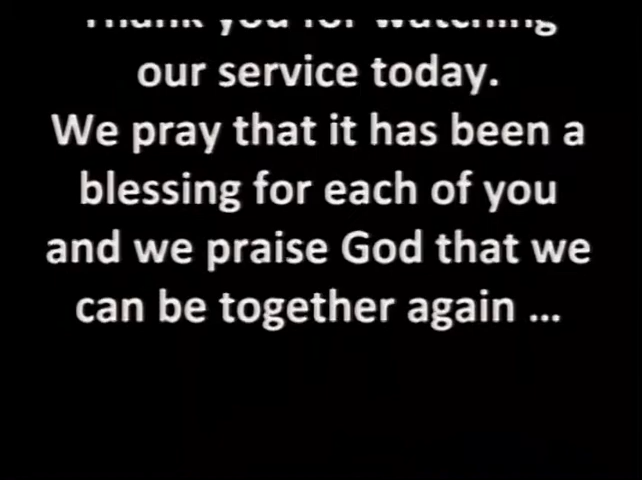 Thank you for watching
our service today.
We pray that it has been a
blessing for each of you
and we praise God that we
can be together again ...